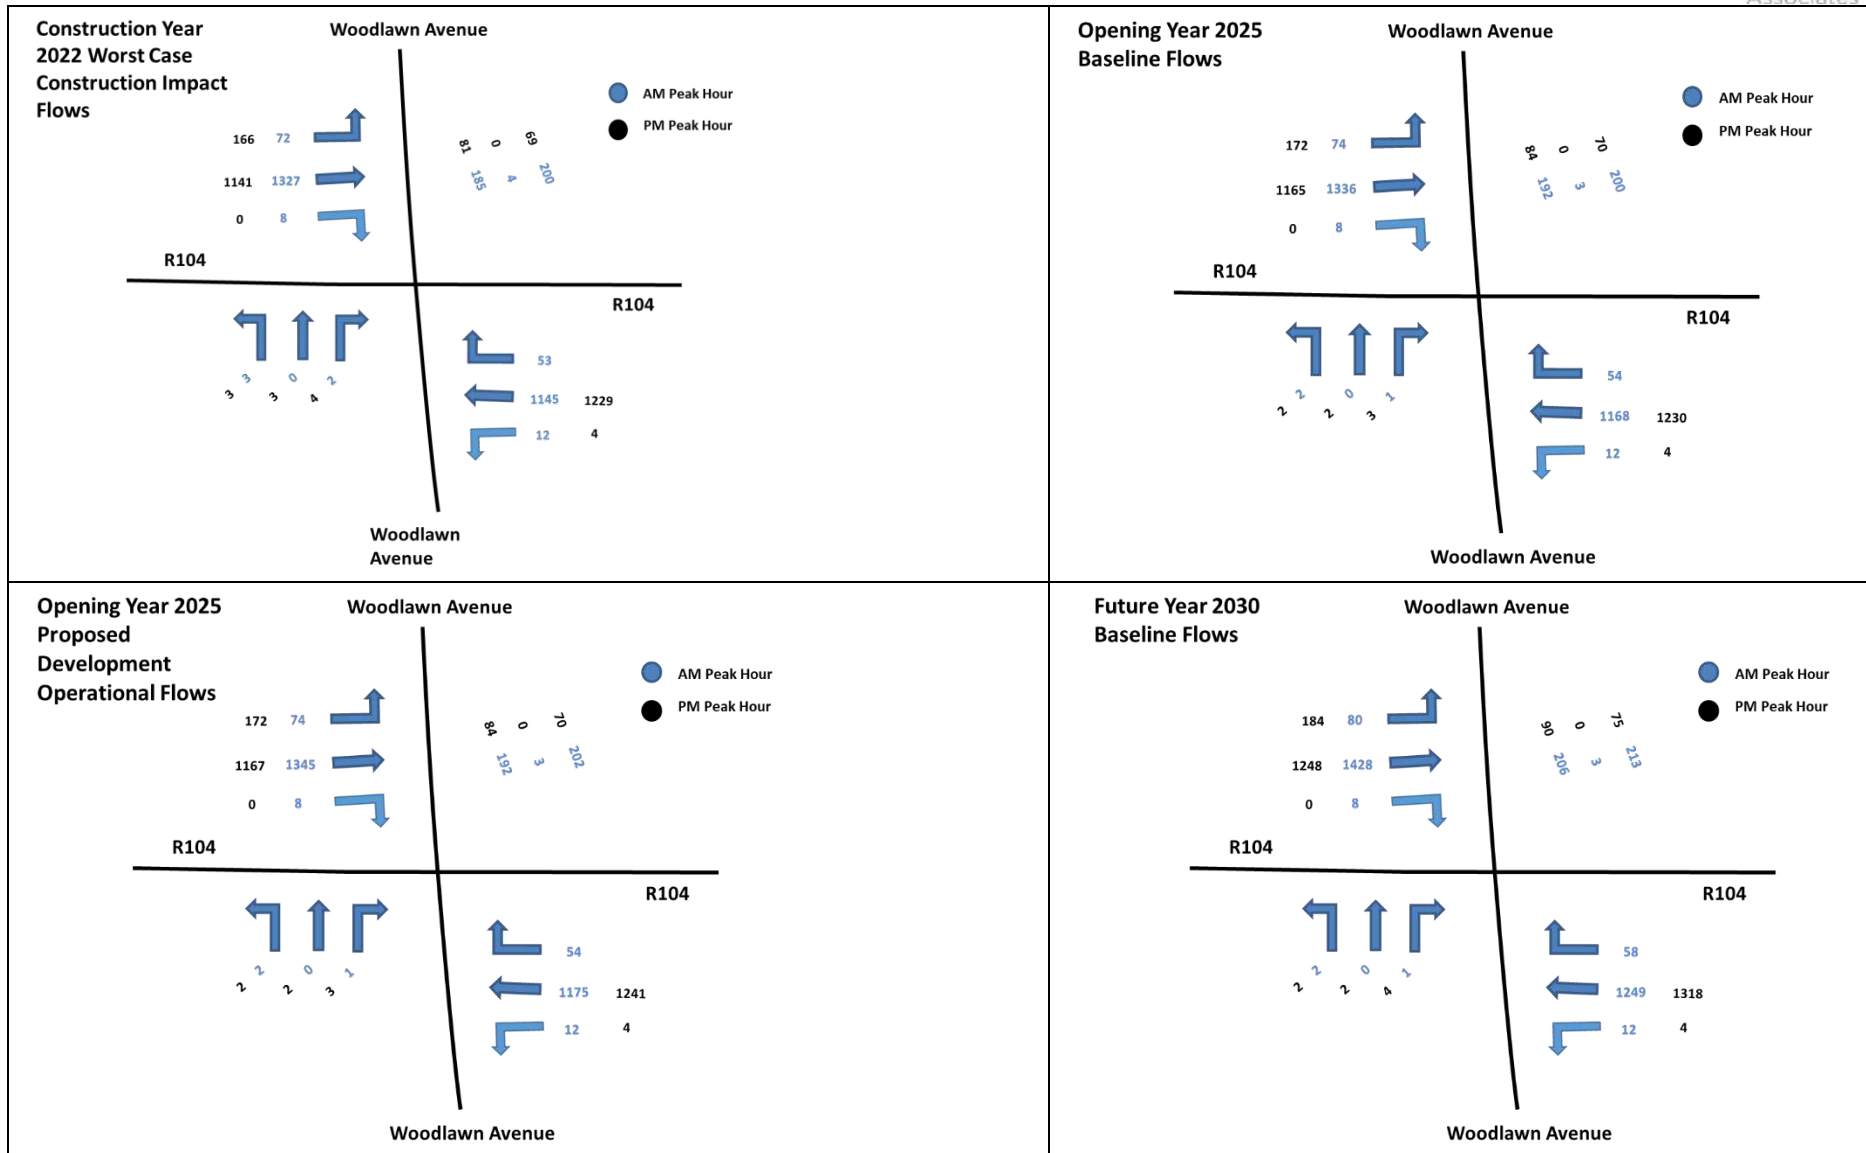 Associates
Construction Year
2022 Worst Case
Construction Impact
Flows
Woodlawn Avenue
AM Peak Hour
PM Peak Hour
166 72
1141 1327
0 8
81 0 69
185 4 200
R104
R104
3 0 2
3 3 4
53
1145 1229
12 4
Woodlawn
Avenue
Opening Year 2025
Baseline Flows
Woodlawn Avenue
AM Peak Hour
PM Peak Hour
172 74
1165 1336
0 8
84 0 70
192 3 200
R104
R104
2 0 1
2 2 3
54
1168 1230
12 4
Woodlawn Avenue
Opening Year 2025
Proposed
Development
Operational Flows
Woodlawn Avenue
AM Peak Hour
PM Peak Hour
172 74
1167 1345
0 8
84 0 70
192 3 202
R104
R104
2 0 1
2 2 3
54
1175 1241
12 4
Woodlawn Avenue
Future Year 2030
Baseline Flows
Woodlawn Avenue
AM Peak Hour
PM Peak Hour
184 80
1248 1428
0 8
90 0 75
206 3 213
R104
R104
2 0 1
2 2 4
58
1249 1318
12 4
Woodlawn Avenue